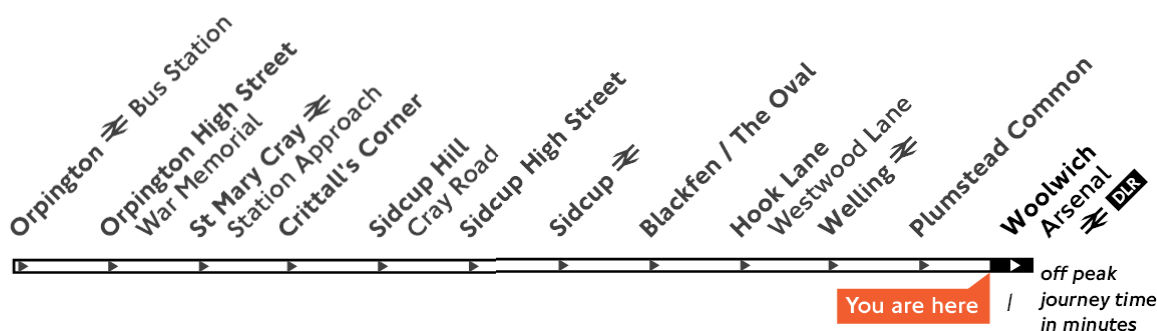 Orpington Bus Station
Orpington High Street
War Memorial
St Mary Cray
Station Approach
Crittall's Corner
Sidcup Hill
Cray Road
Sidcup High Street
Sidcup
Blackfen / The Oval
Hook Lane
Westwood Lane
Welling
Plumstead Common
Woolwich
Arsenal
DLR
You are here
off peak
journey time
in minutes